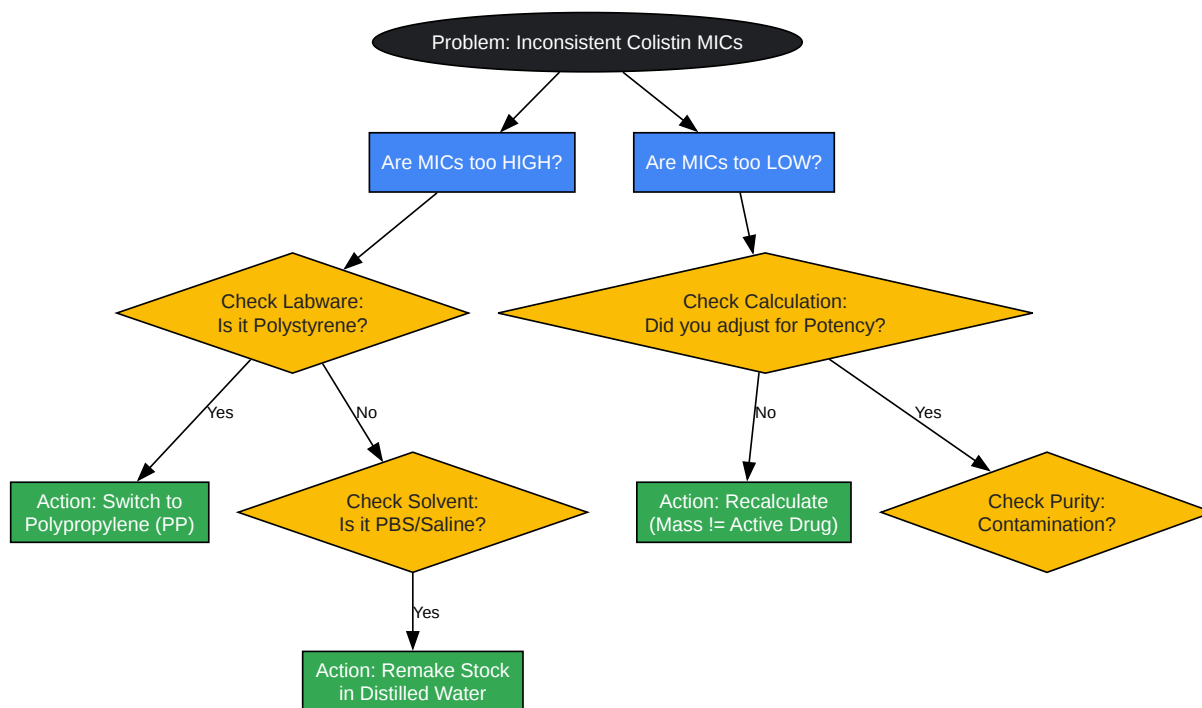 Problem: Inconsistent Colistin MICs
Are MICs too HIGH?
Are MICs too LOW?
Check Labware:
Is it Polystyrene?
Check Calculation:
Did you adjust for Potency?
Yes
No
No
Yes
Action: Switch to
Polypropylene (PP)
Check Solvent:
Is it PBS/Saline?
Action: Recalculate
(Mass != Active Drug)
Check Purity:
Contamination?
Yes
Action: Remake Stock
in Distilled Water